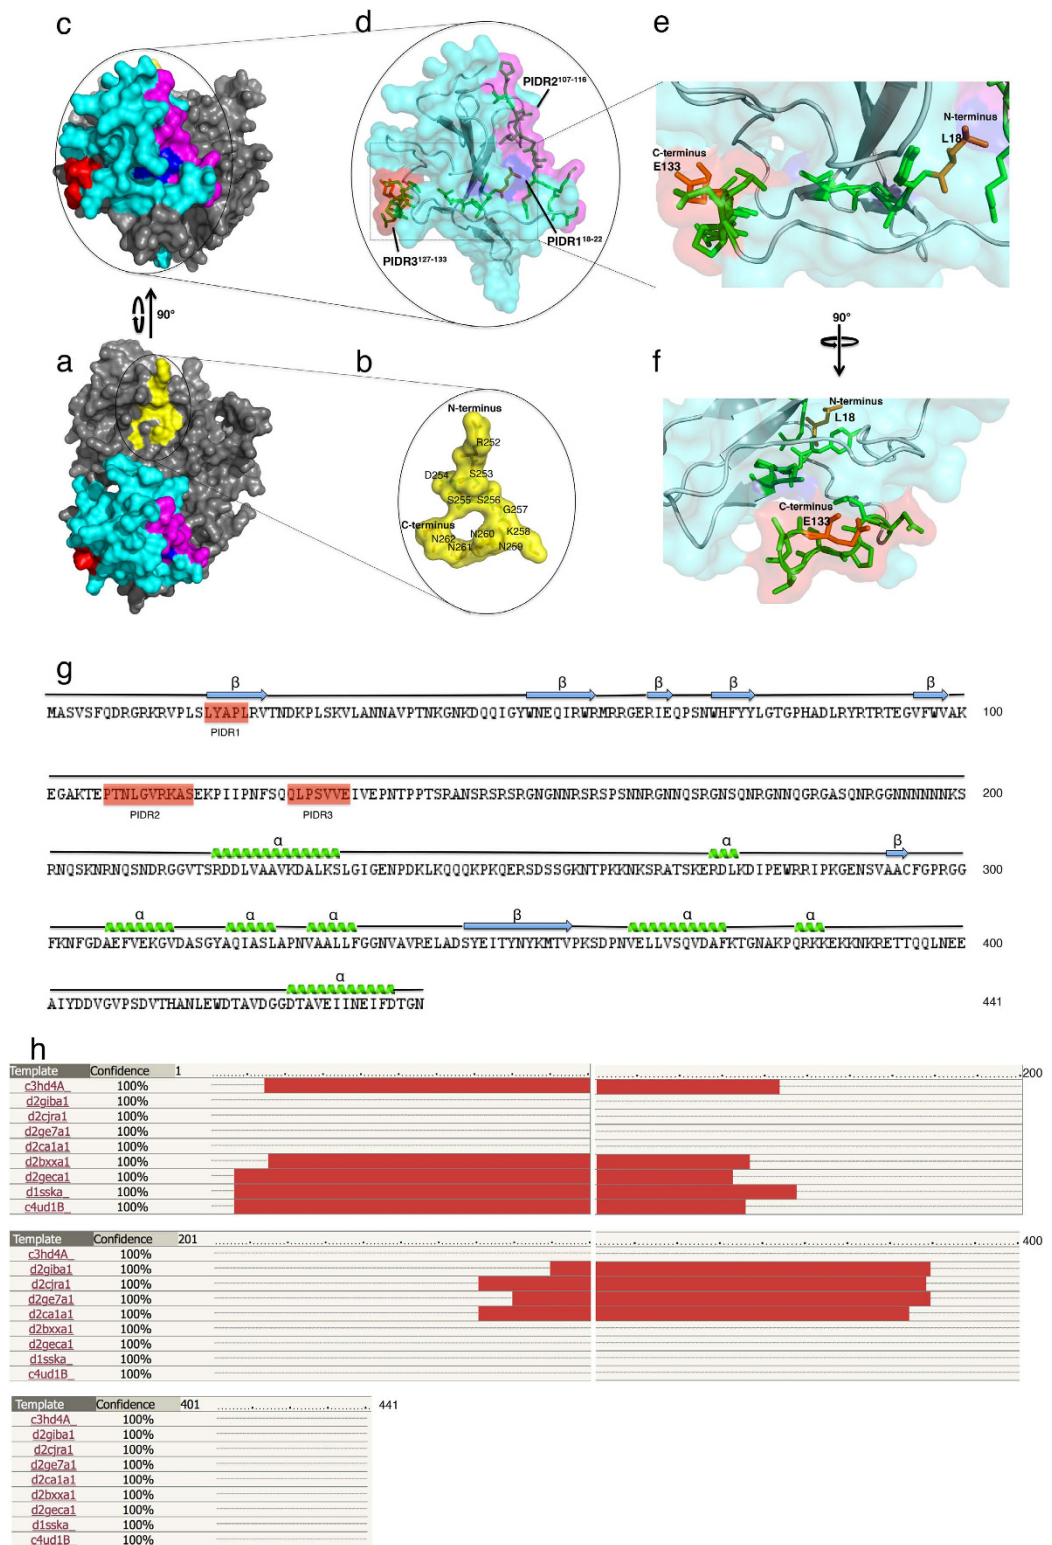 c
d
e
PIDR2107-116
N-terminus
L18
C-terminus
E133
PIDR118-22
PIDR3127-133
90°
90°
a
b
f
N-terminus
R252
D254
S253
S255
S256
G257
C-terminus
N260
K258
N262
N261
N259
N-terminus
L18
C-terminus
E133
g
β β β β β
MASVSFQDRGRKRVPLSLYAPLRVTNDKPLSKVLANNAVPTNKGNKDQQIGYWNEQIRWRMRRGERIEQPSNWHFYYLGTGPHADLRYRTRTEGVFWVAK 100
PIDR1
EGAKTEPTNLGVRKASEKPIIPNFSQQLPSVVEIVEPNTPPTSRANSRSRSRGNGNNRSRSPSNNRGNNQSRGNSQNRGNNQGRGASQNRGGNNNNNNKS 200
PIDR2 PIDR3
α α β
RNQSKNRNQSNDRGGVTSRDDLVAAVKDALKSLGIGENPDKLKQQQKPKQERSDSSGKNTPKKNKSRATSKERDLKDIPEWRRIPKGENSVAACFGPRGG 300
α α α β α α
FKNFGDAEFVEKGVDASGYAQIASLAPNVAALLFGGNVAVRELADSYEITYNYKMTVPKSDPNVELLVSQVDAFKTGNAKPQRKKEKKNKRETTQQLNEE 400
α
AIYDDVGVPSDVTHANLEWDTAVDGGDTAVEIINEIFDTGN 441
h
Template Confidence 1 200
c3hd4A_ 100%
d2giba1 100%
d2cjra1 100%
d2ge7a1 100%
d2ca1a1 100%
d2bxxa1 100%
d2geca1 100%
d1sska_ 100%
c4ud1B_ 100%
Template Confidence 201 400
c3hd4A_ 100%
d2giba1 100%
d2cjra1 100%
d2ge7a1 100%
d2ca1a1 100%
d2bxxa1 100%
d2geca1 100%
d1sska_ 100%
c4ud1B_ 100%
Template Confidence 401 441
c3hd4A_ 100%
d2giba1 100%
d2cjra1 100%
d2ge7a1 100%
d2ca1a1 100%
d2bxxa1 100%
d2geca1 100%
d1sska_ 100%
c4ud1B_ 100%